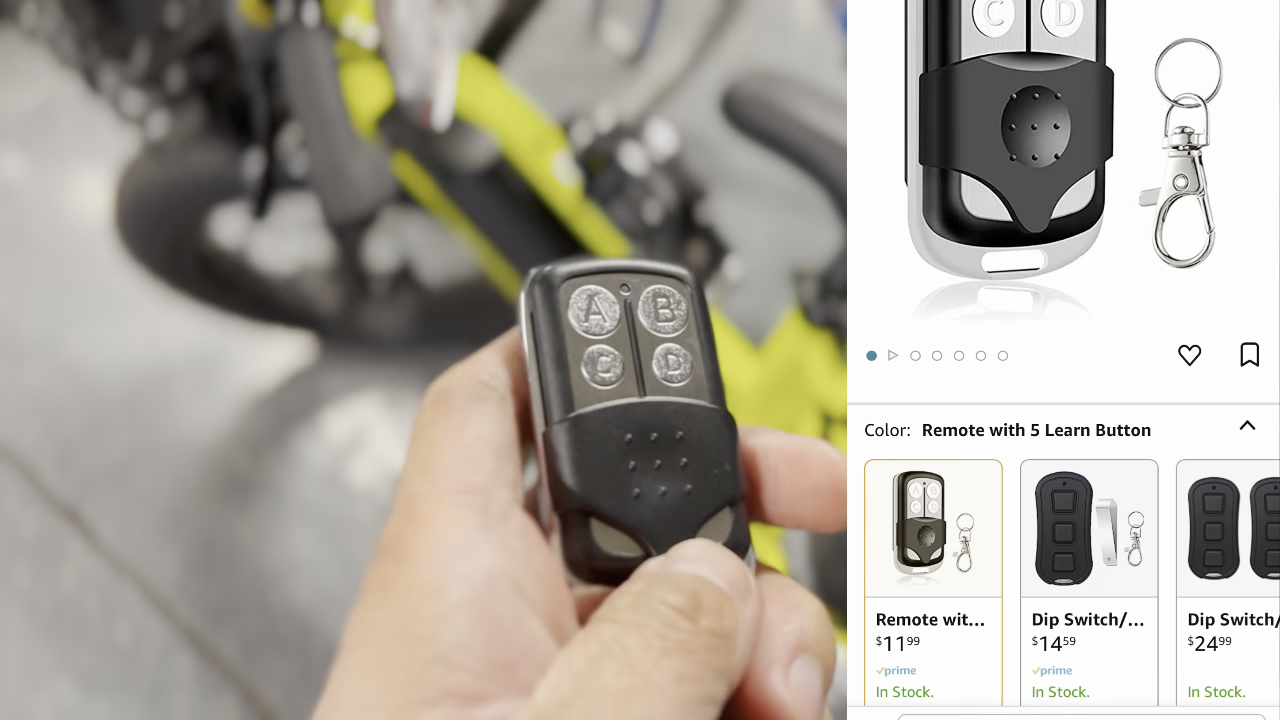 A B
C D
C D
Color: Remote with 5 Learn Button
Remote wit...
$11 99
prime
In Stock.
Dip Switch/...
$14 59
prime
In Stock.
Dip Switch/
$24 99
In Stock.